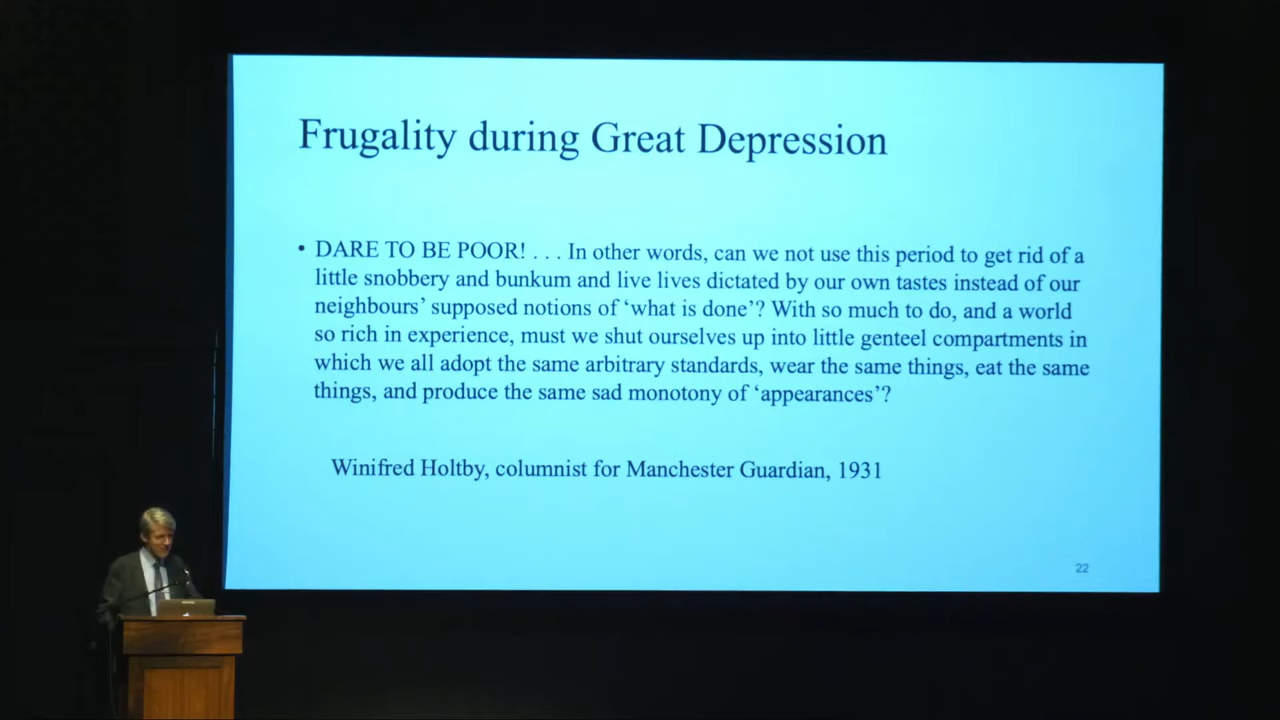 Frugality during Great Depression
• DARE TO BE POOR! . . . In other words, can we not use this period to get rid of a
little snobbery and bunkum and live lives dictated by our own tastes instead of our
neighbours’ supposed notions of ‘what is done’? With so much to do, and a world
so rich in experience, must we shut ourselves up into little genteel compartments in
which we all adopt the same arbitrary standards, wear the same things, eat the same
things, and produce the same sad monotony of ‘appearances’?
Winifred Holtby, columnist for Manchester Guardian, 1931
22